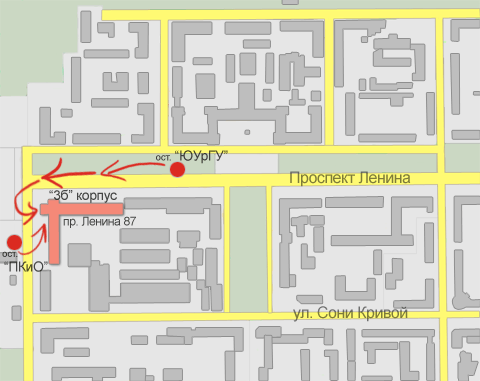 ост. "ЮУрГУ"
Проспект Ленина
"3б" корпус
пр. Ленина 87
ост.
"ПКиО"
ул. Сони Кривой